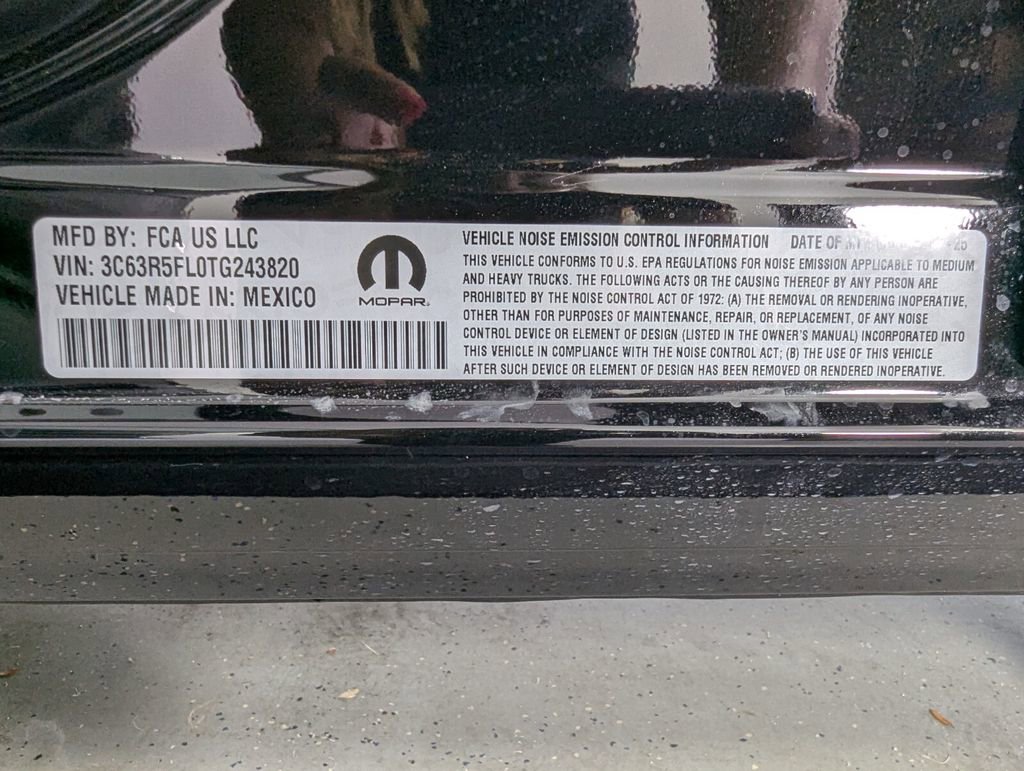 MFD BY: FCA US LLC
VIN: 3C63R5FL0TG243820
VEHICLE MADE IN: MEXICO
MOPAR
VEHICLE NOISE EMISSION CONTROL INFORMATION DATE OF -25
THIS VEHICLE CONFORMS TO U.S. EPA REGULATIONS FOR NOISE EMISSION APPLICABLE TO MEDIUM
AND HEAVY TRUCKS. THE FOLLOWING ACTS OR THE CAUSING THEREOF BY ANY PERSON ARE
PROHIBITED BY THE NOISE CONTROL ACT OF 1972: (A) THE REMOVAL OR RENDERING INOPERATIVE,
OTHER THAN FOR PURPOSES OF MAINTENANCE, REPAIR, OR REPLACEMENT, OF ANY NOISE
CONTROL DEVICE OR ELEMENT OF DESIGN (LISTED IN THE OWNER'S MANUAL) INCORPORATED INTO
THIS VEHICLE IN COMPLIANCE WITH THE NOISE CONTROL ACT; (B) THE USE OF THIS VEHICLE
AFTER SUCH DEVICE OR ELEMENT OF DESIGN HAS BEEN REMOVED OR RENDERED INOPERATIVE.